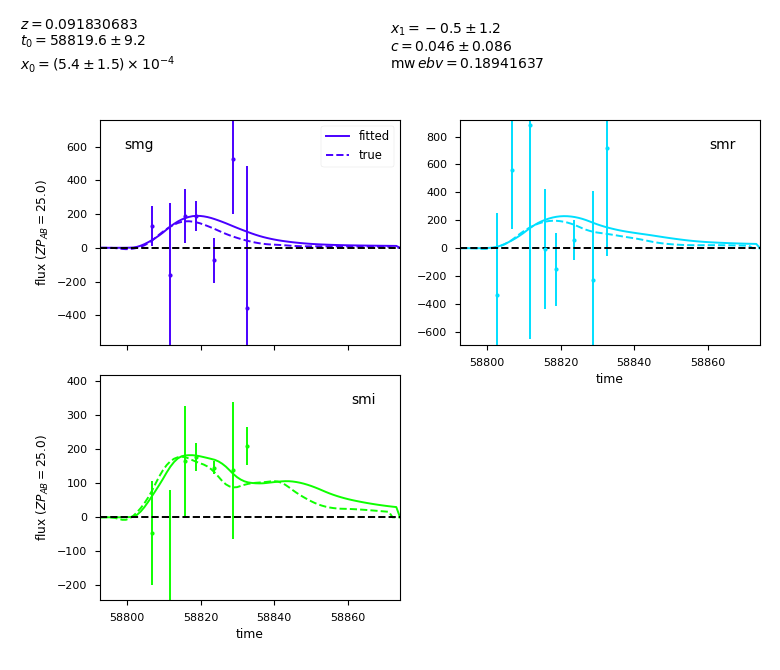 z = 0.091830683
t₀ = 58819.6 ± 9.2
x₀ = (5.4 ± 1.5) × 10⁻⁴
x₁ = −0.5 ± 1.2
c = 0.046 ± 0.086
mw ebv = 0.18941637
smg
fitted
true
600
400
200
0
−200
−400
flux (ZP_AB = 25.0)
smr
800
600
400
200
0
−200
−400
−600
58800 58820 58840 58860
time
smi
400
300
200
100
0
−100
−200
flux (ZP_AB = 25.0)
58800 58820 58840 58860
time